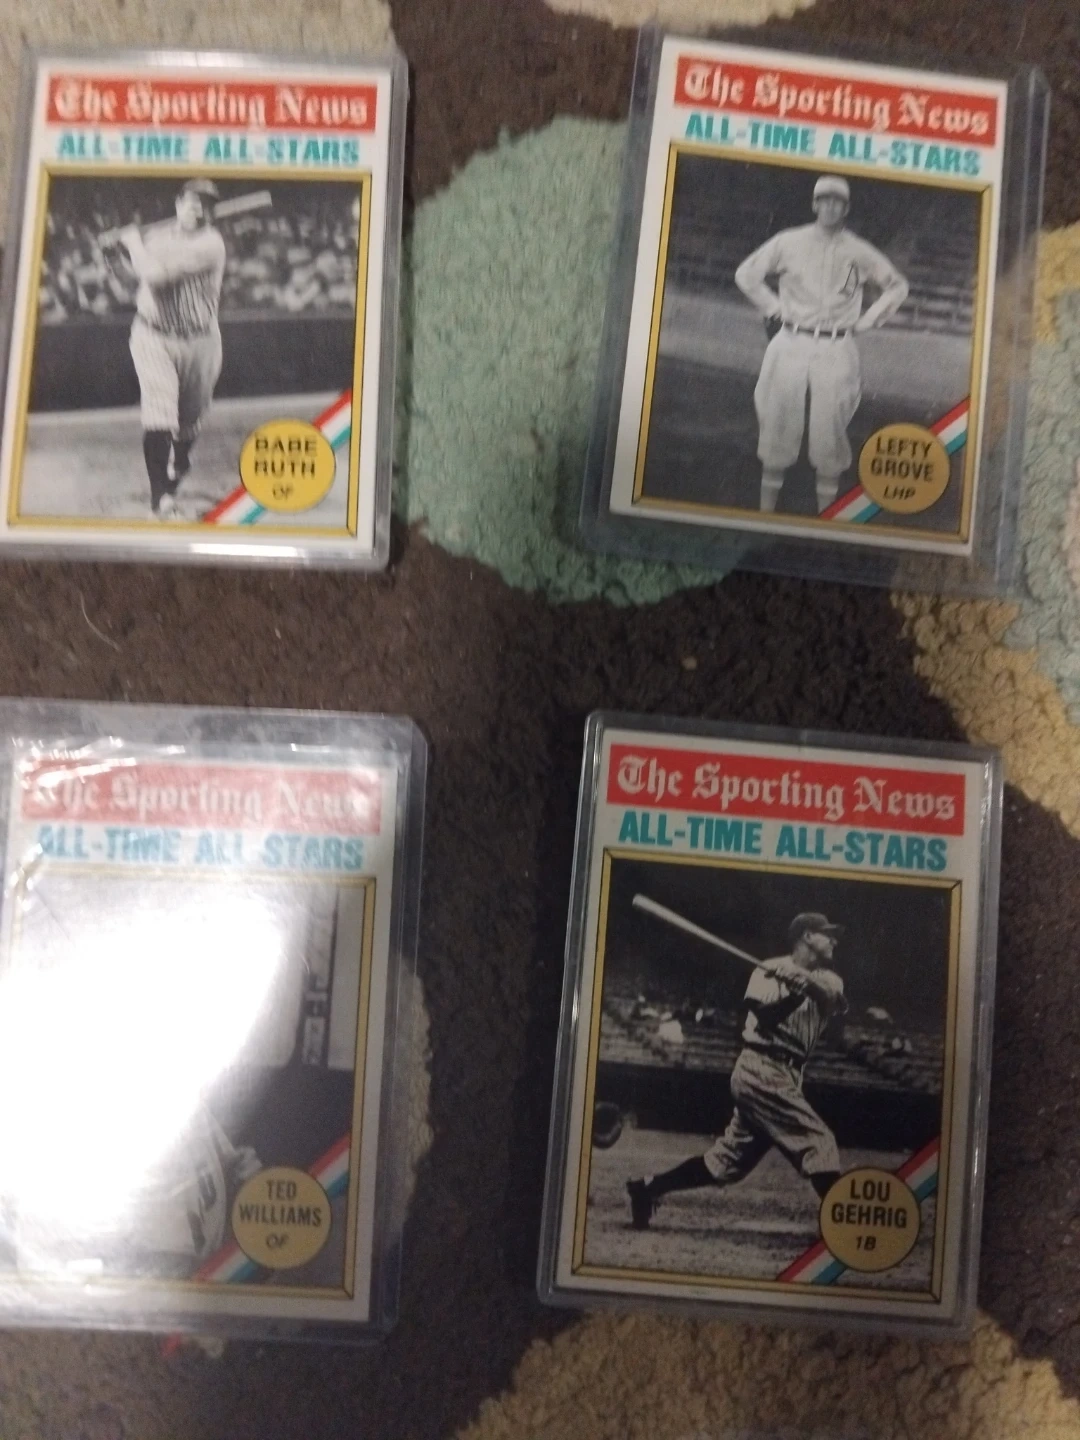 The Sporting News
ALL-TIME ALL-STARS
BABE
RUTH
OF
The Sporting News
ALL-TIME ALL-STARS
A
LEFTY
GROVE
LHP
The Sporting News
ALL-TIME ALL-STARS
TED
WILLIAMS
OF
The Sporting News
ALL-TIME ALL-STARS
LOU
GEHRIG
1B